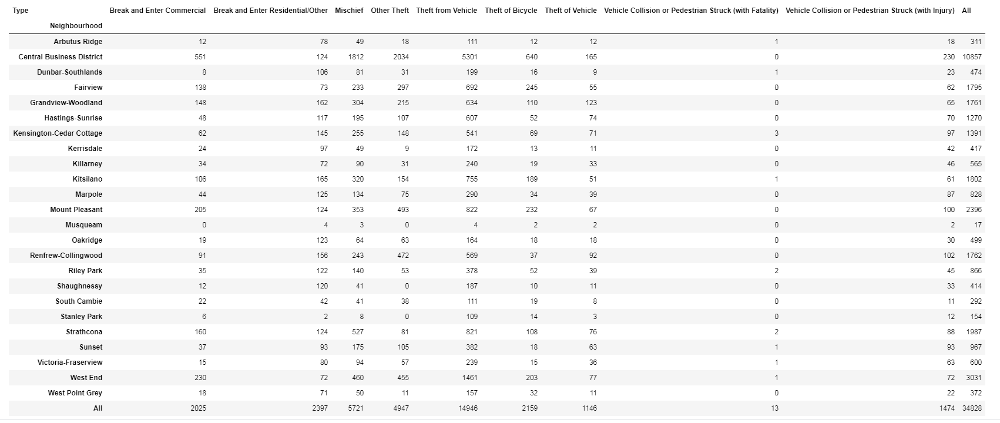 Type Break and Enter Commercial Break and Enter Residential/Other Mischief Other Theft Theft from Vehicle Theft of Bicycle Theft of Vehicle Vehicle Collision or Pedestrian Struck (with Fatality) Vehicle Collision or Pedestrian Struck (with Injury) All
Neighbourhood
Arbutus Ridge 12 78 49 18 111 12 12 1 18 311
Central Business District 551 124 1812 2034 5301 640 165 0 230 10857
Dunbar-Southlands 8 106 81 31 199 16 9 1 23 474
Fairview 138 73 233 297 692 245 55 0 62 1795
Grandview-Woodland 148 162 304 215 634 110 123 0 65 1761
Hastings-Sunrise 48 117 195 107 607 52 74 0 70 1270
Kensington-Cedar Cottage 62 145 255 148 541 69 71 3 97 1391
Kerrisdale 24 97 49 9 172 13 11 0 42 417
Killarney 34 72 90 31 240 19 33 0 46 565
Kitsilano 106 165 320 154 755 189 51 1 61 1802
Marpole 44 125 134 75 290 34 39 0 87 828
Mount Pleasant 205 124 353 493 822 232 67 0 100 2396
Musqueam 0 4 3 0 4 2 2 0 2 17
Oakridge 19 123 64 63 164 18 18 0 30 499
Renfrew-Collingwood 91 156 243 472 569 37 92 0 102 1762
Riley Park 35 122 140 53 378 52 39 2 45 866
Shaughnessy 12 120 41 0 187 10 11 0 33 414
South Cambie 22 42 41 38 111 19 8 0 11 292
Stanley Park 6 2 8 0 109 14 3 0 12 154
Strathcona 160 124 527 81 821 108 76 2 88 1987
Sunset 37 93 175 105 382 18 63 1 93 967
Victoria-Fraserview 15 80 94 57 239 15 36 1 63 600
West End 230 72 460 455 1461 203 77 1 72 3031
West Point Grey 18 71 50 11 157 32 11 0 22 372
All 2025 2397 5721 4947 14946 2159 1146 13 1474 34828